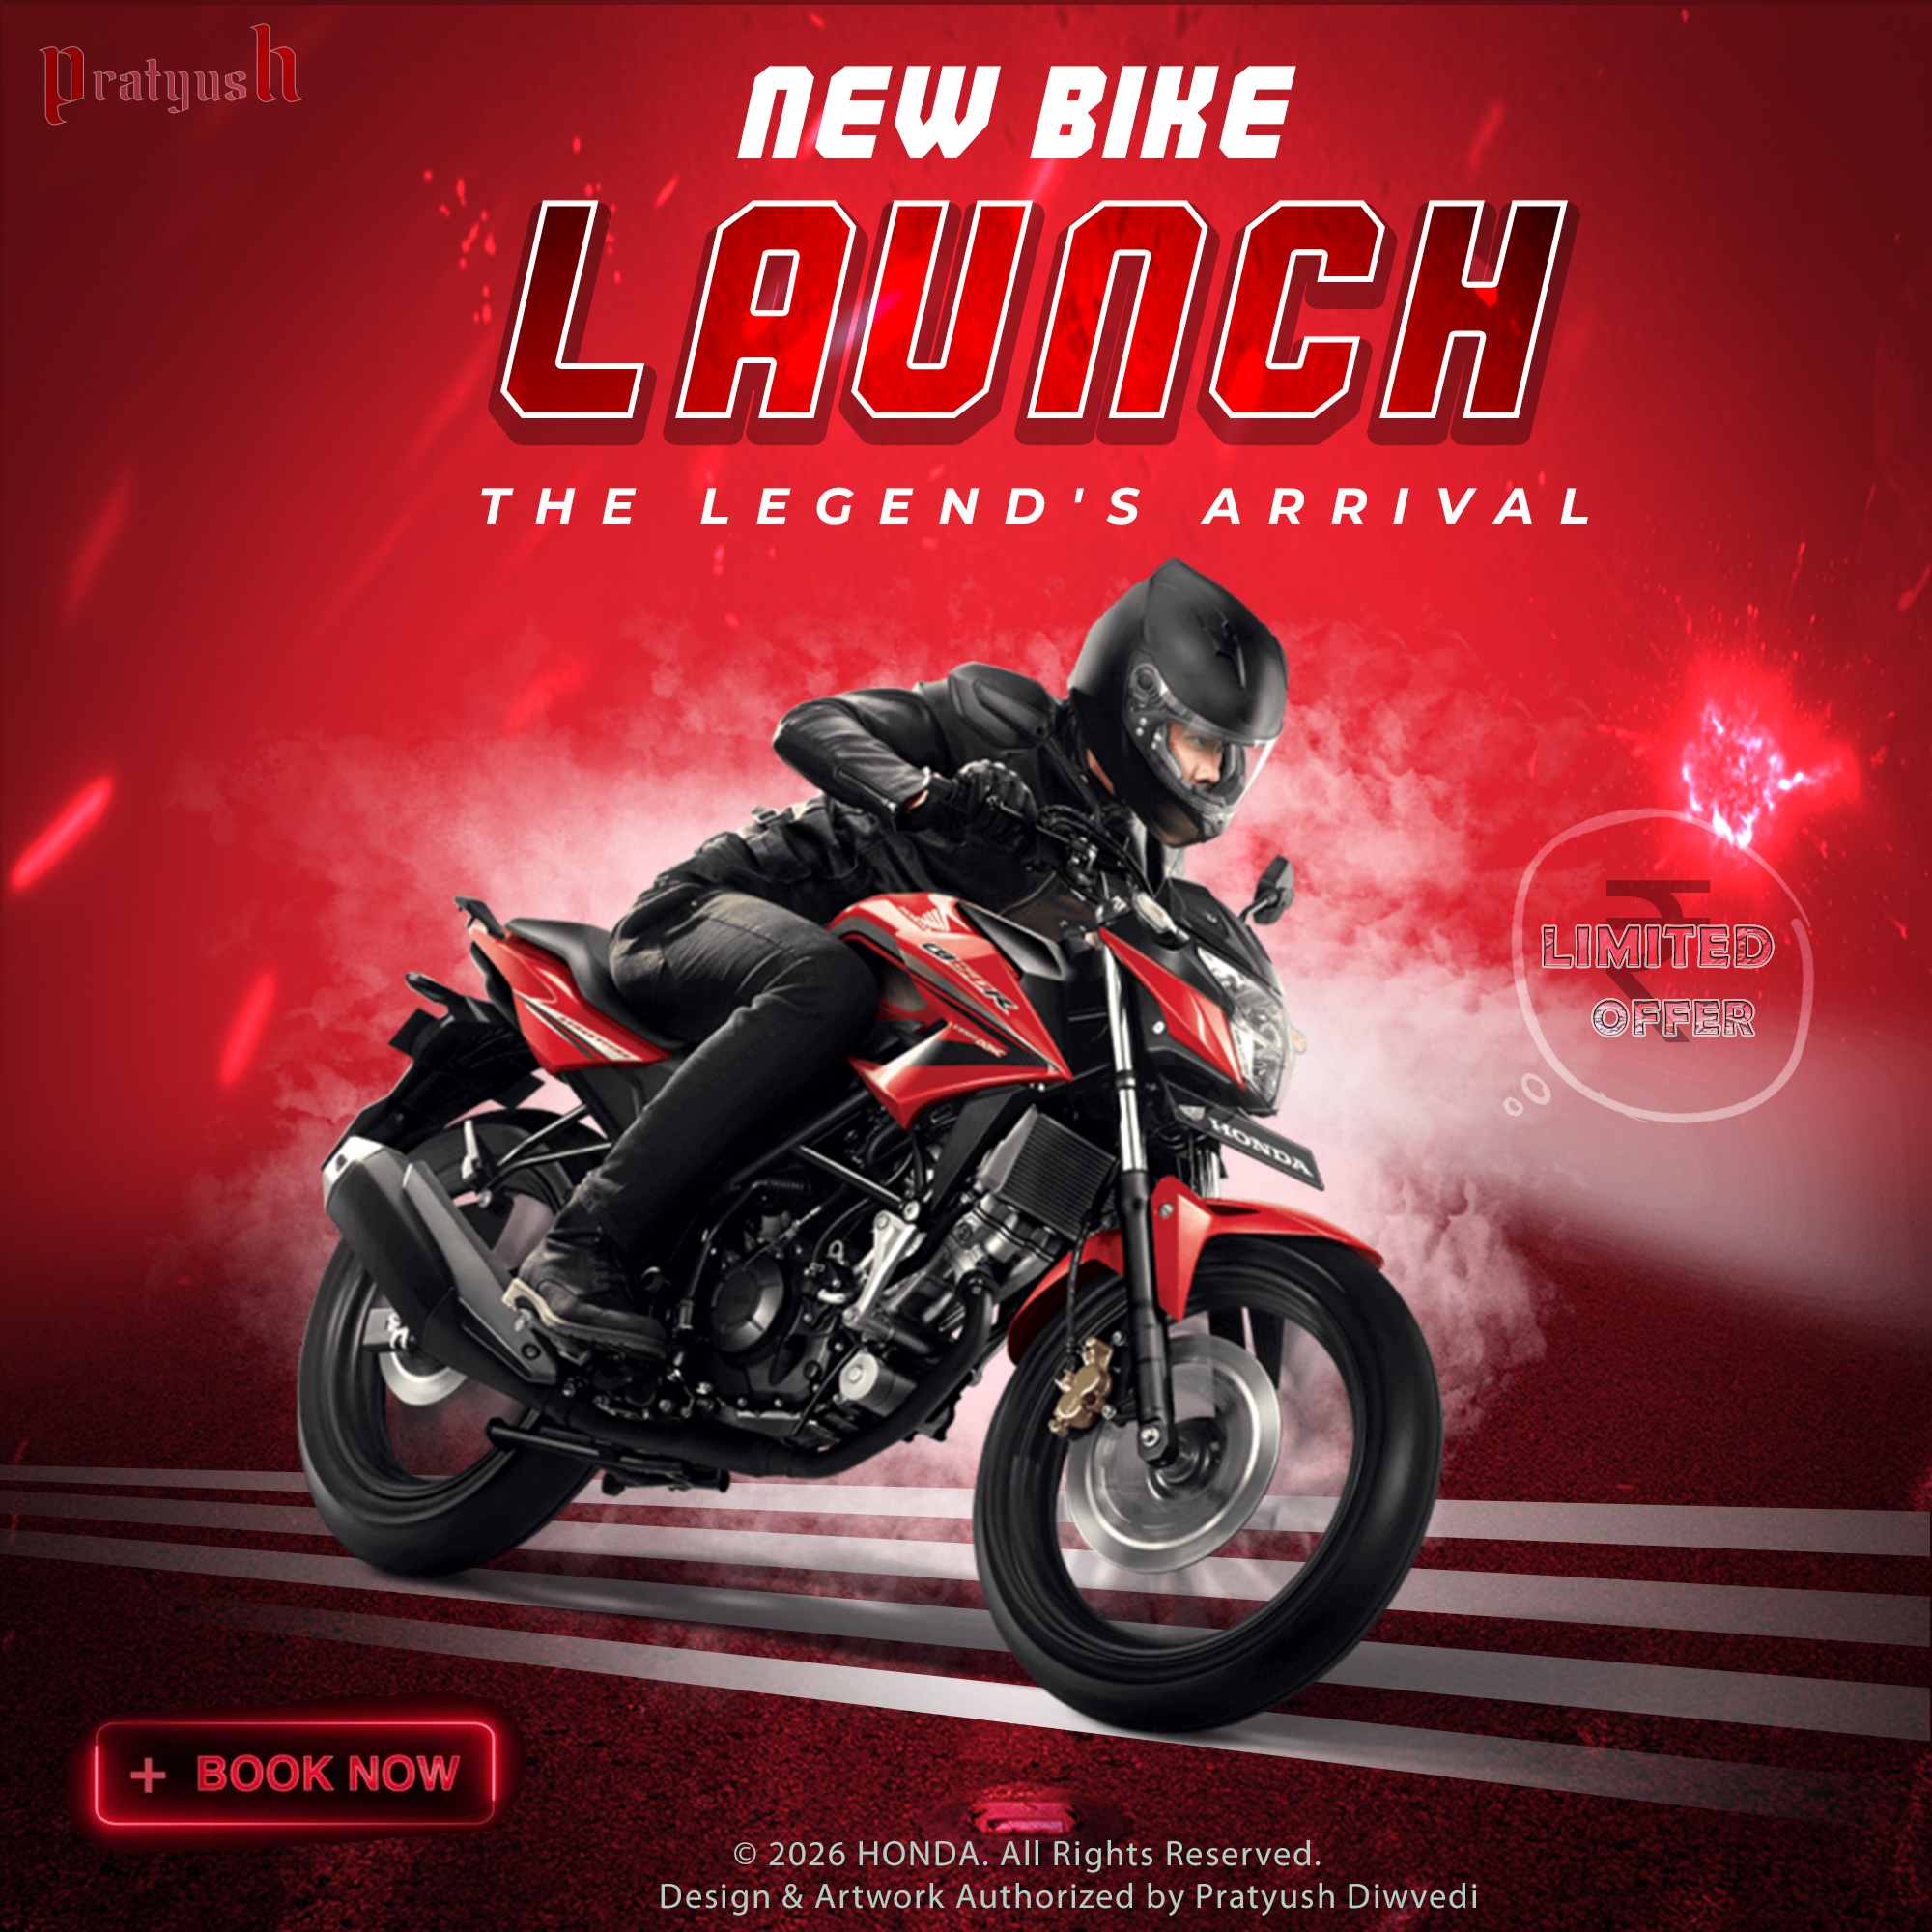 Pratyush
NEW BIKE
LAUNCH
THE LEGEND'S ARRIVAL
₹
LIMITED
OFFER
HONDA
+ BOOK NOW
© 2026 HONDA. All Rights Reserved.
Design & Artwork Authorized by Pratyush Diwvedi